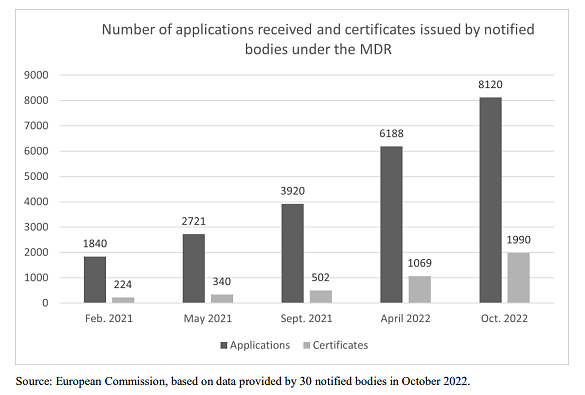 Number of applications received and certificates issued by notified
bodies under the MDR
9000
8000
7000
6000
5000
4000
3000
2000
1000
0
1840
224
2721
340
3920
502
6188
1069
8120
1990
Feb. 2021
May 2021
Sept. 2021
April 2022
Oct. 2022
Applications
Certificates
Source: European Commission, based on data provided by 30 notified bodies in October 2022.